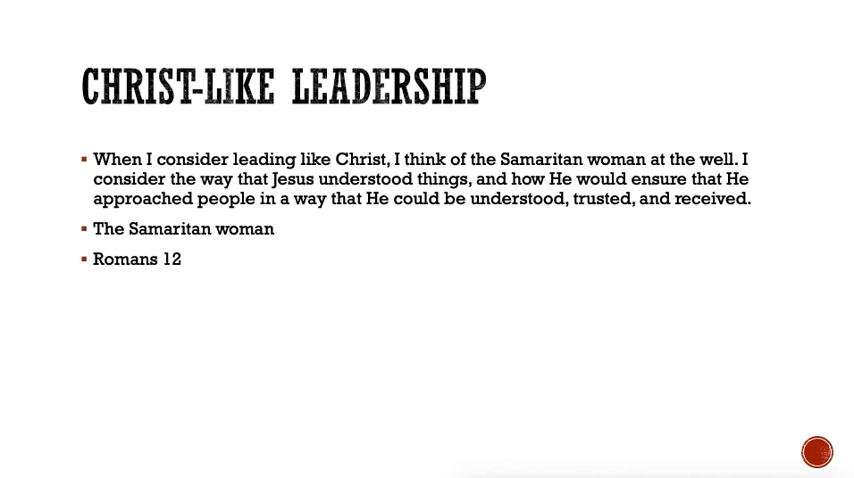 CHRIST-LIKE LEADERSHIP
▪ When I consider leading like Christ, I think of the Samaritan woman at the well. I
consider the way that Jesus understood things, and how He would ensure that He
approached people in a way that He could be understood, trusted, and received.
▪ The Samaritan woman
▪ Romans 12